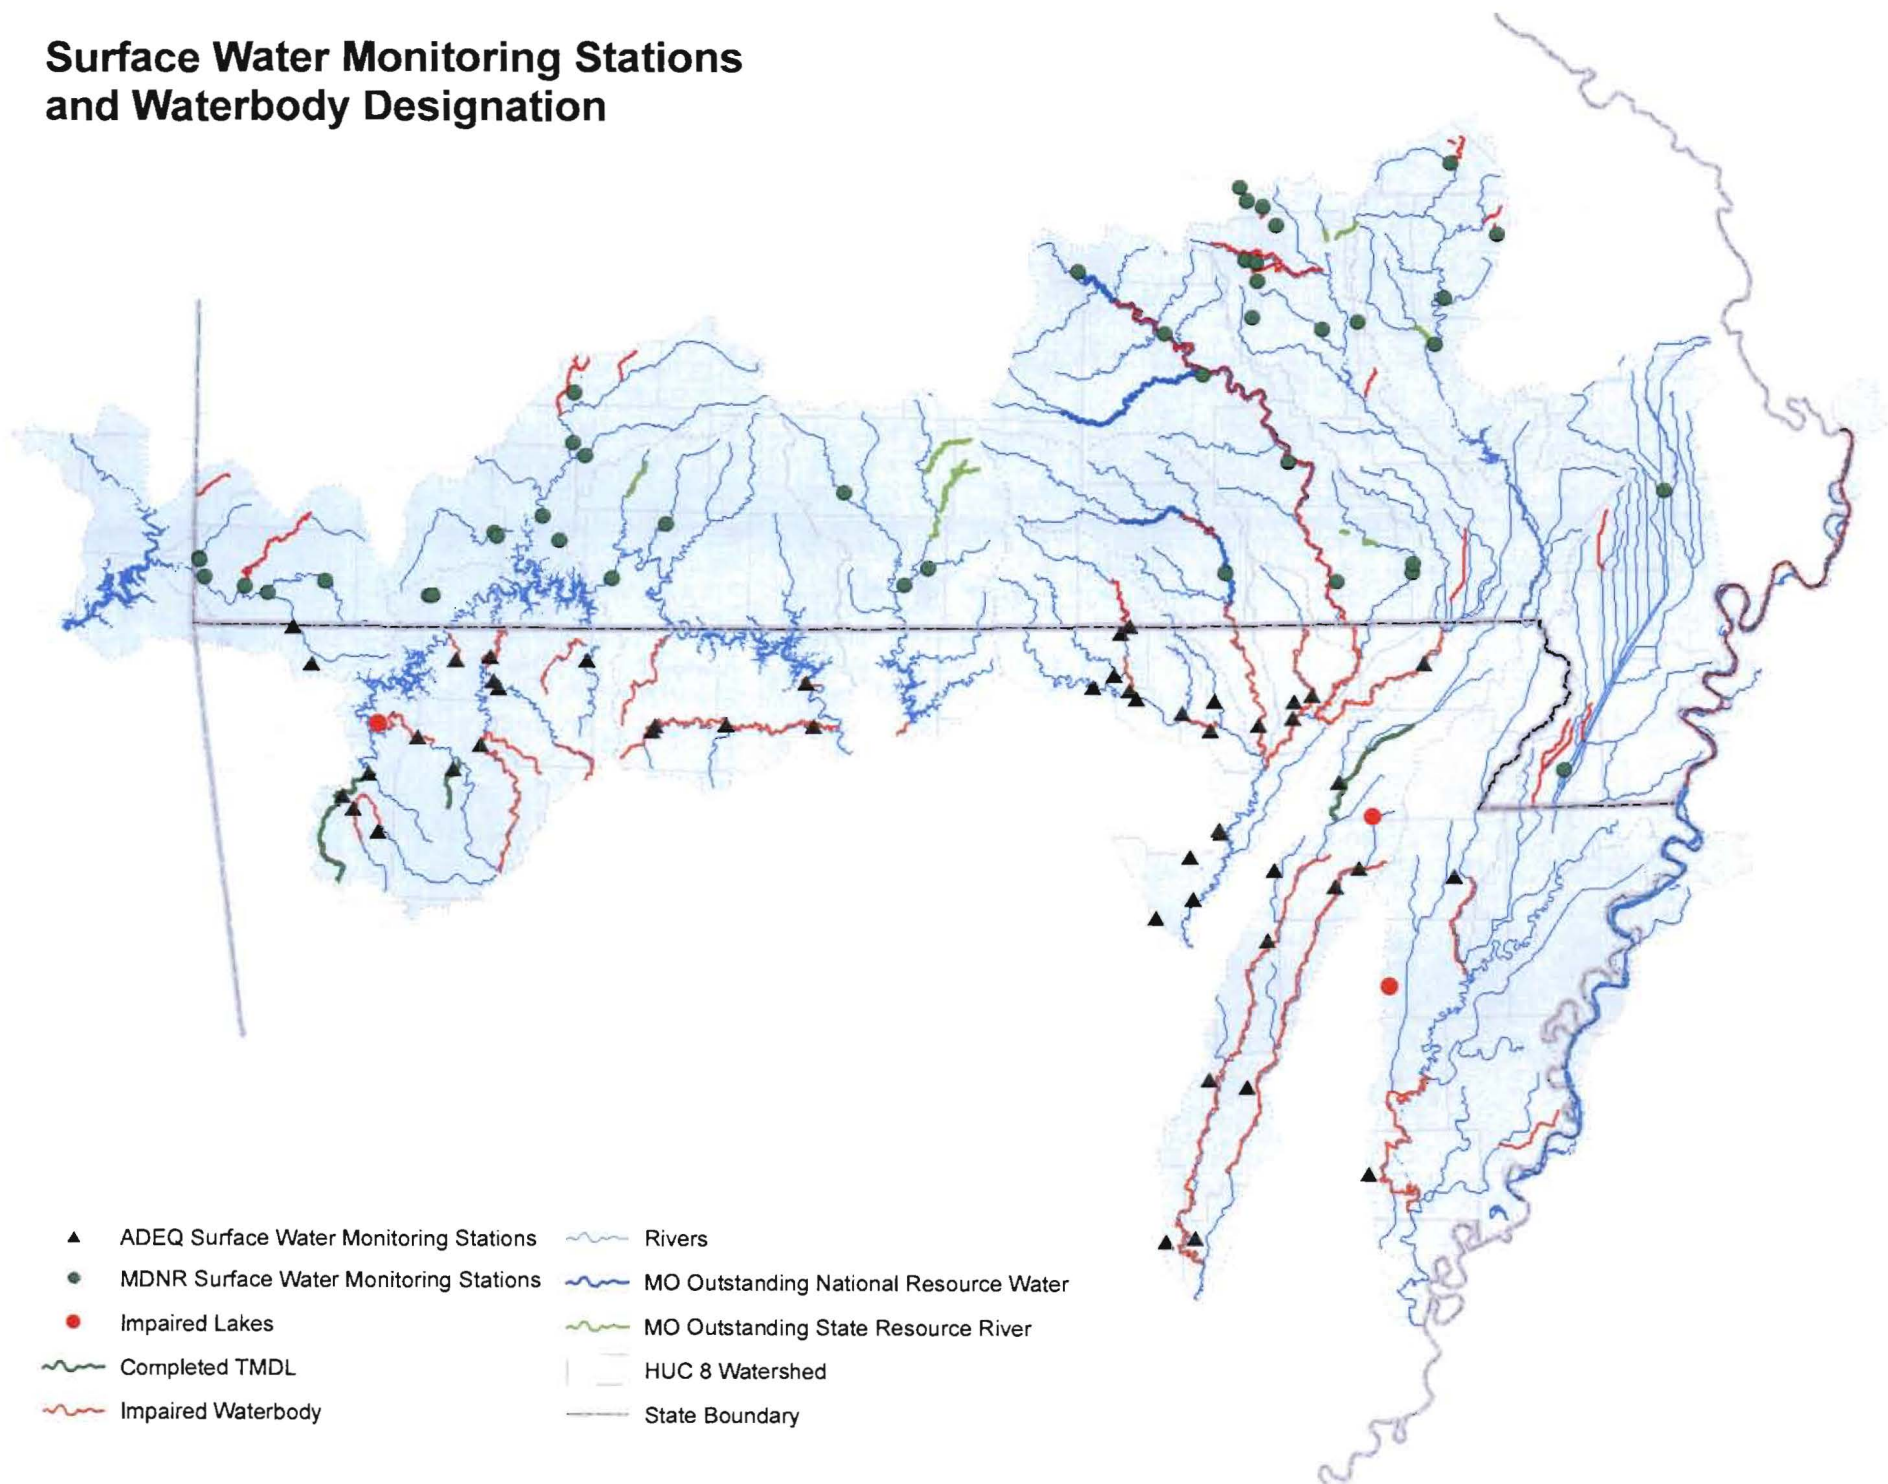 Surface Water Monitoring Stations
and Waterbody Designation
ADEQ Surface Water Monitoring Stations
MDNR Surface Water Monitoring Stations
Impaired Lakes
Completed TMDL
Impaired Waterbody
Rivers
MO Outstanding National Resource Water
MO Outstanding State Resource River
HUC 8 Watershed
State Boundary